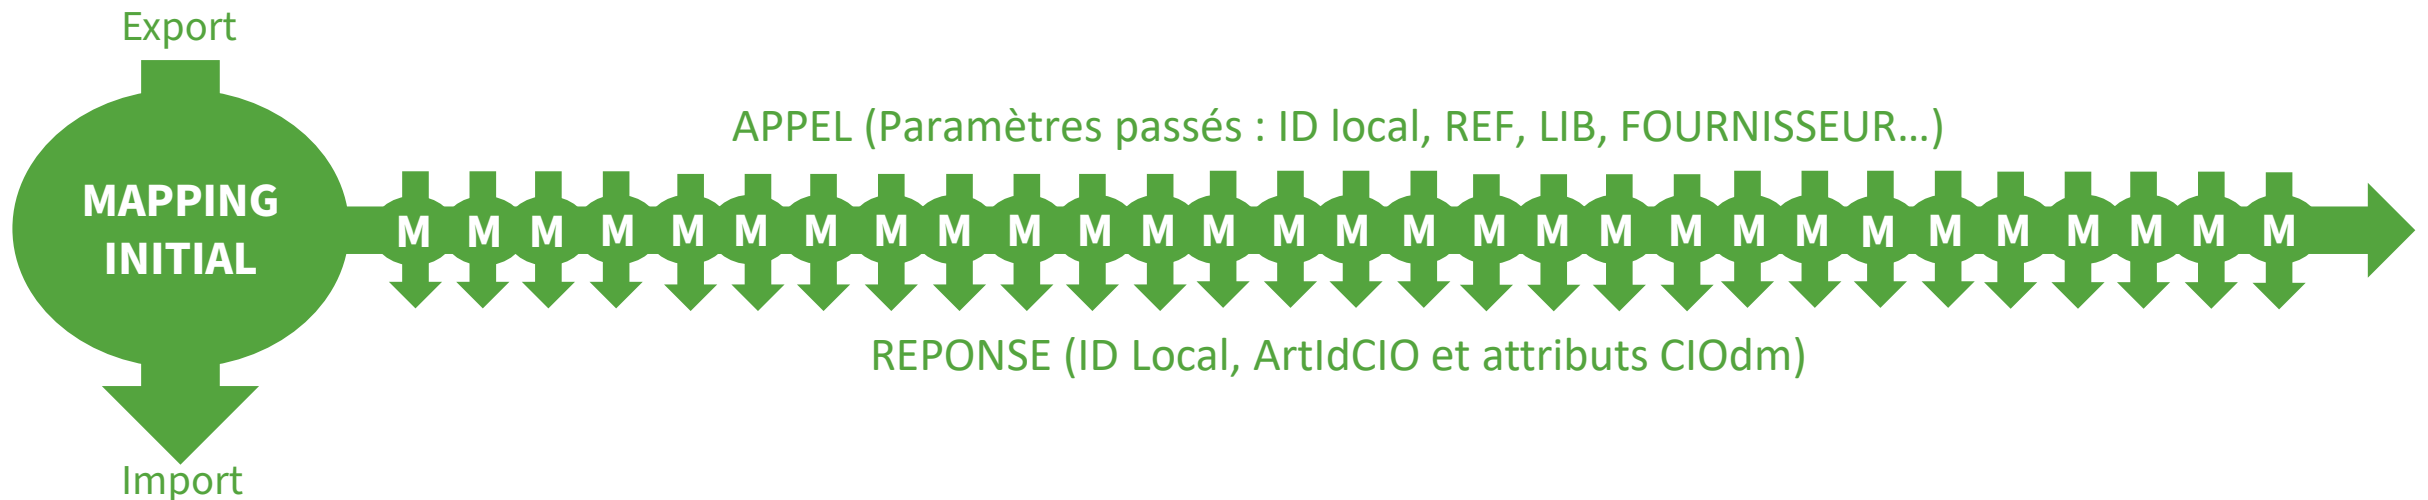 Export
APPEL (Paramètres passés : ID local, REF, LIB, FOURNISSEUR…)
MAPPING
INITIAL
M M M M M M M M M M M M M M M M M M M M M M M M M M M M M
REPONSE (ID Local, ArtIdCIO et attributs CIOdm)
Import